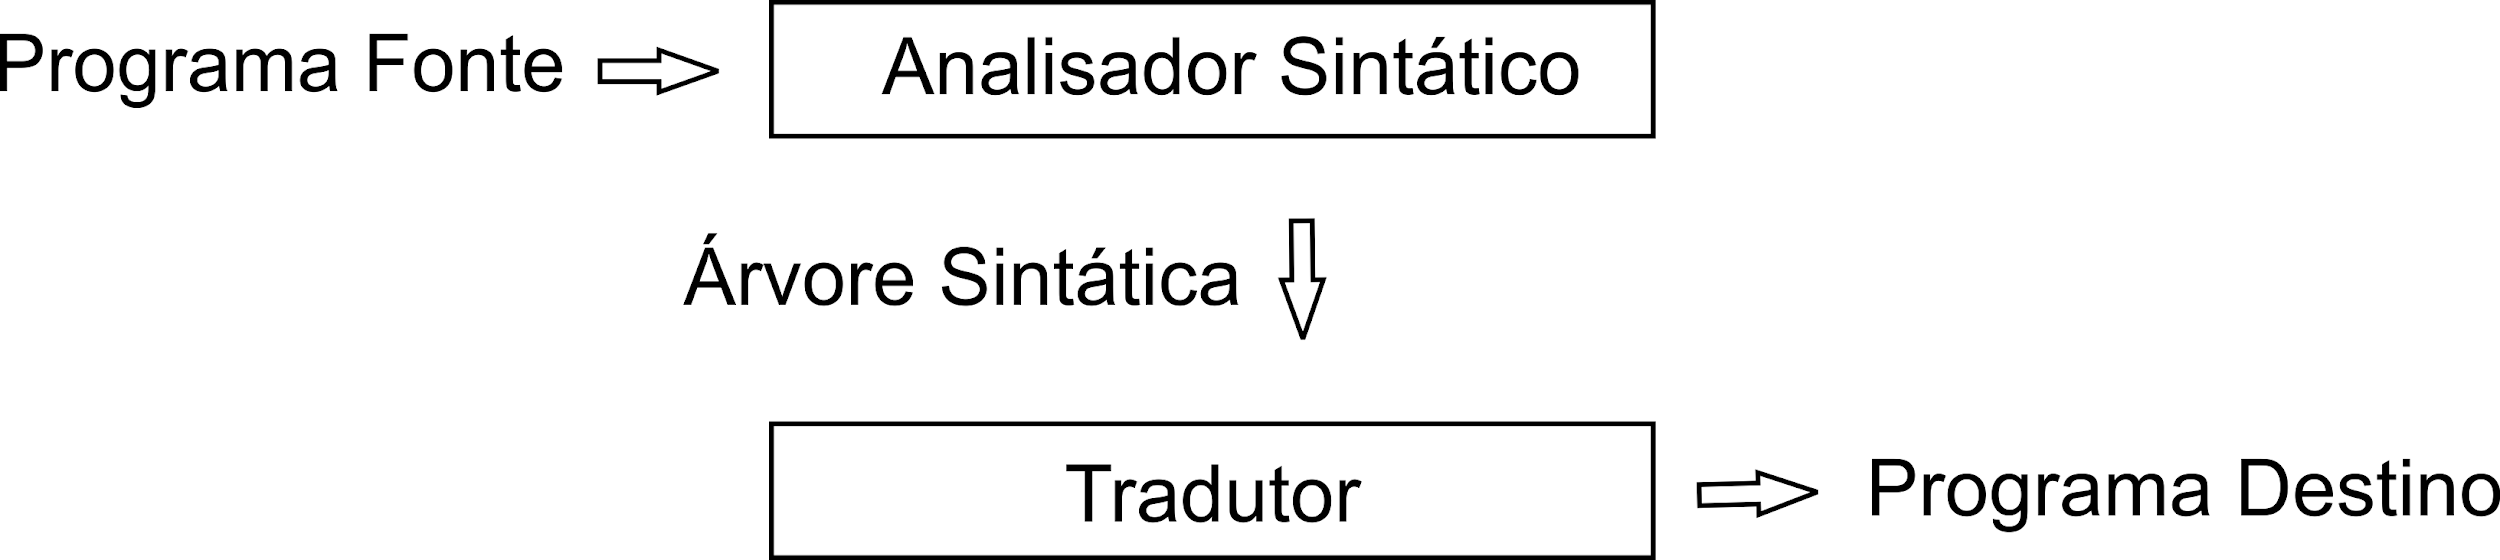 Programa Fonte
Analisador Sintático
Árvore Sintática
Tradutor
Programa Destino